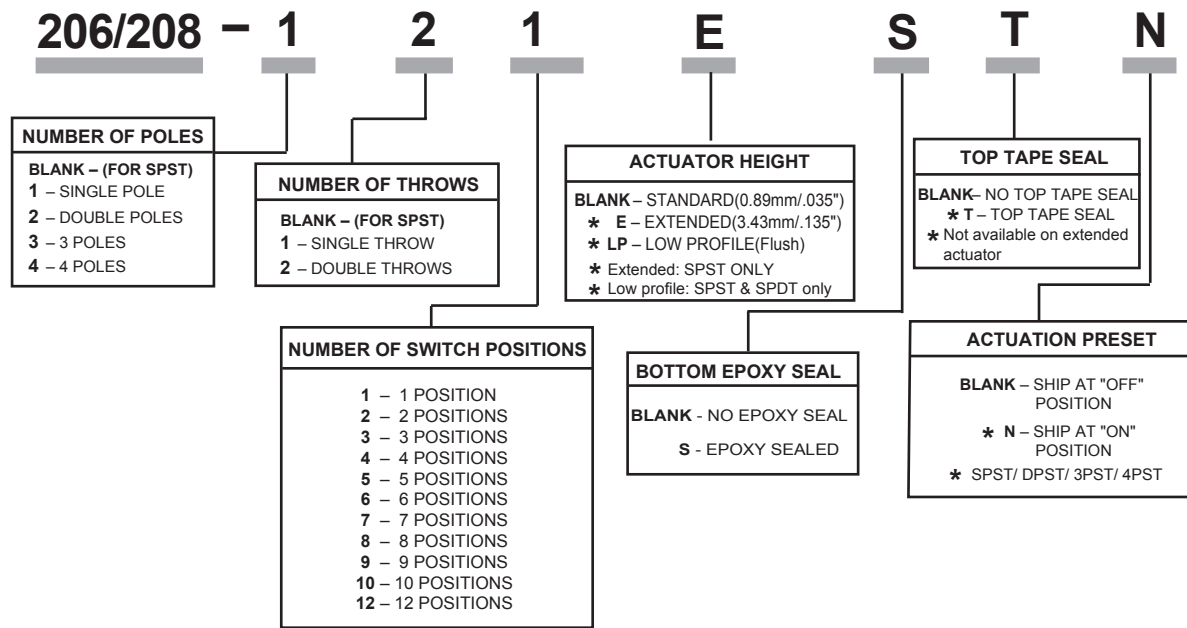 206/208 – 1 2 1 E S T N
NUMBER OF POLES
BLANK – (FOR SPST)
1 – SINGLE POLE
2 – DOUBLE POLES
3 – 3 POLES
4 – 4 POLES
NUMBER OF THROWS
BLANK – (FOR SPST)
1 – SINGLE THROW
2 – DOUBLE THROWS
NUMBER OF SWITCH POSITIONS
1 – 1 POSITION
2 – 2 POSITIONS
3 – 3 POSITIONS
4 – 4 POSITIONS
5 – 5 POSITIONS
6 – 6 POSITIONS
7 – 7 POSITIONS
8 – 8 POSITIONS
9 – 9 POSITIONS
10 – 10 POSITIONS
12 – 12 POSITIONS
ACTUATOR HEIGHT
BLANK – STANDARD(0.89mm/.035")
* E – EXTENDED(3.43mm/.135")
* LP – LOW PROFILE(Flush)
* Extended: SPST ONLY
* Low profile: SPST & SPDT only
BOTTOM EPOXY SEAL
BLANK - NO EPOXY SEAL
S - EPOXY SEALED
TOP TAPE SEAL
BLANK– NO TOP TAPE SEAL
* T – TOP TAPE SEAL
* Not available on extended
actuator
ACTUATION PRESET
BLANK – SHIP AT "OFF"
POSITION
* N – SHIP AT "ON"
POSITION
* SPST/ DPST/ 3PST/ 4PST